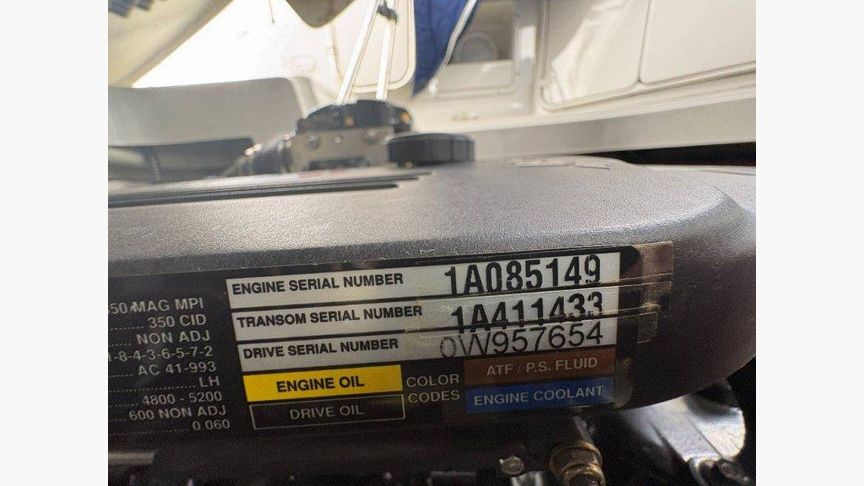 ENGINE SERIAL NUMBER 1A085149
TRANSOM SERIAL NUMBER 1A411433
DRIVE SERIAL NUMBER 0W957654
MAG MPI
350 CID
NON ADJ
1-8-4-3-6-5-7-2
AC 41-993
LH
4800 - 5200
600 NON ADJ
0.060
ENGINE OIL
DRIVE OIL
COLOR
CODES
ATF / P.S. FLUID
ENGINE COOLANT